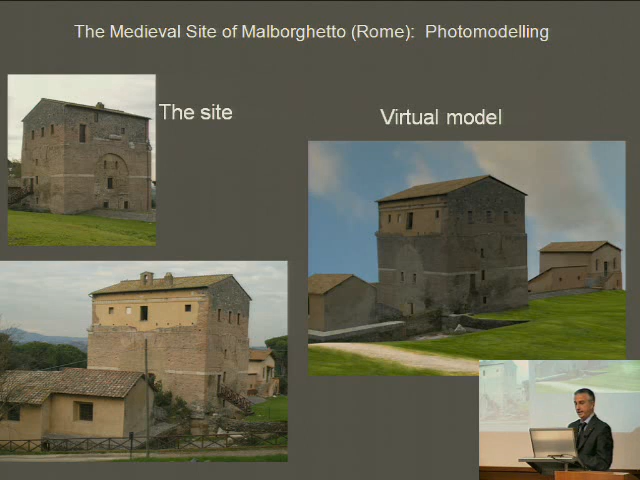 The Medieval Site of Malborghetto (Rome): Photomodelling
The site
Virtual model